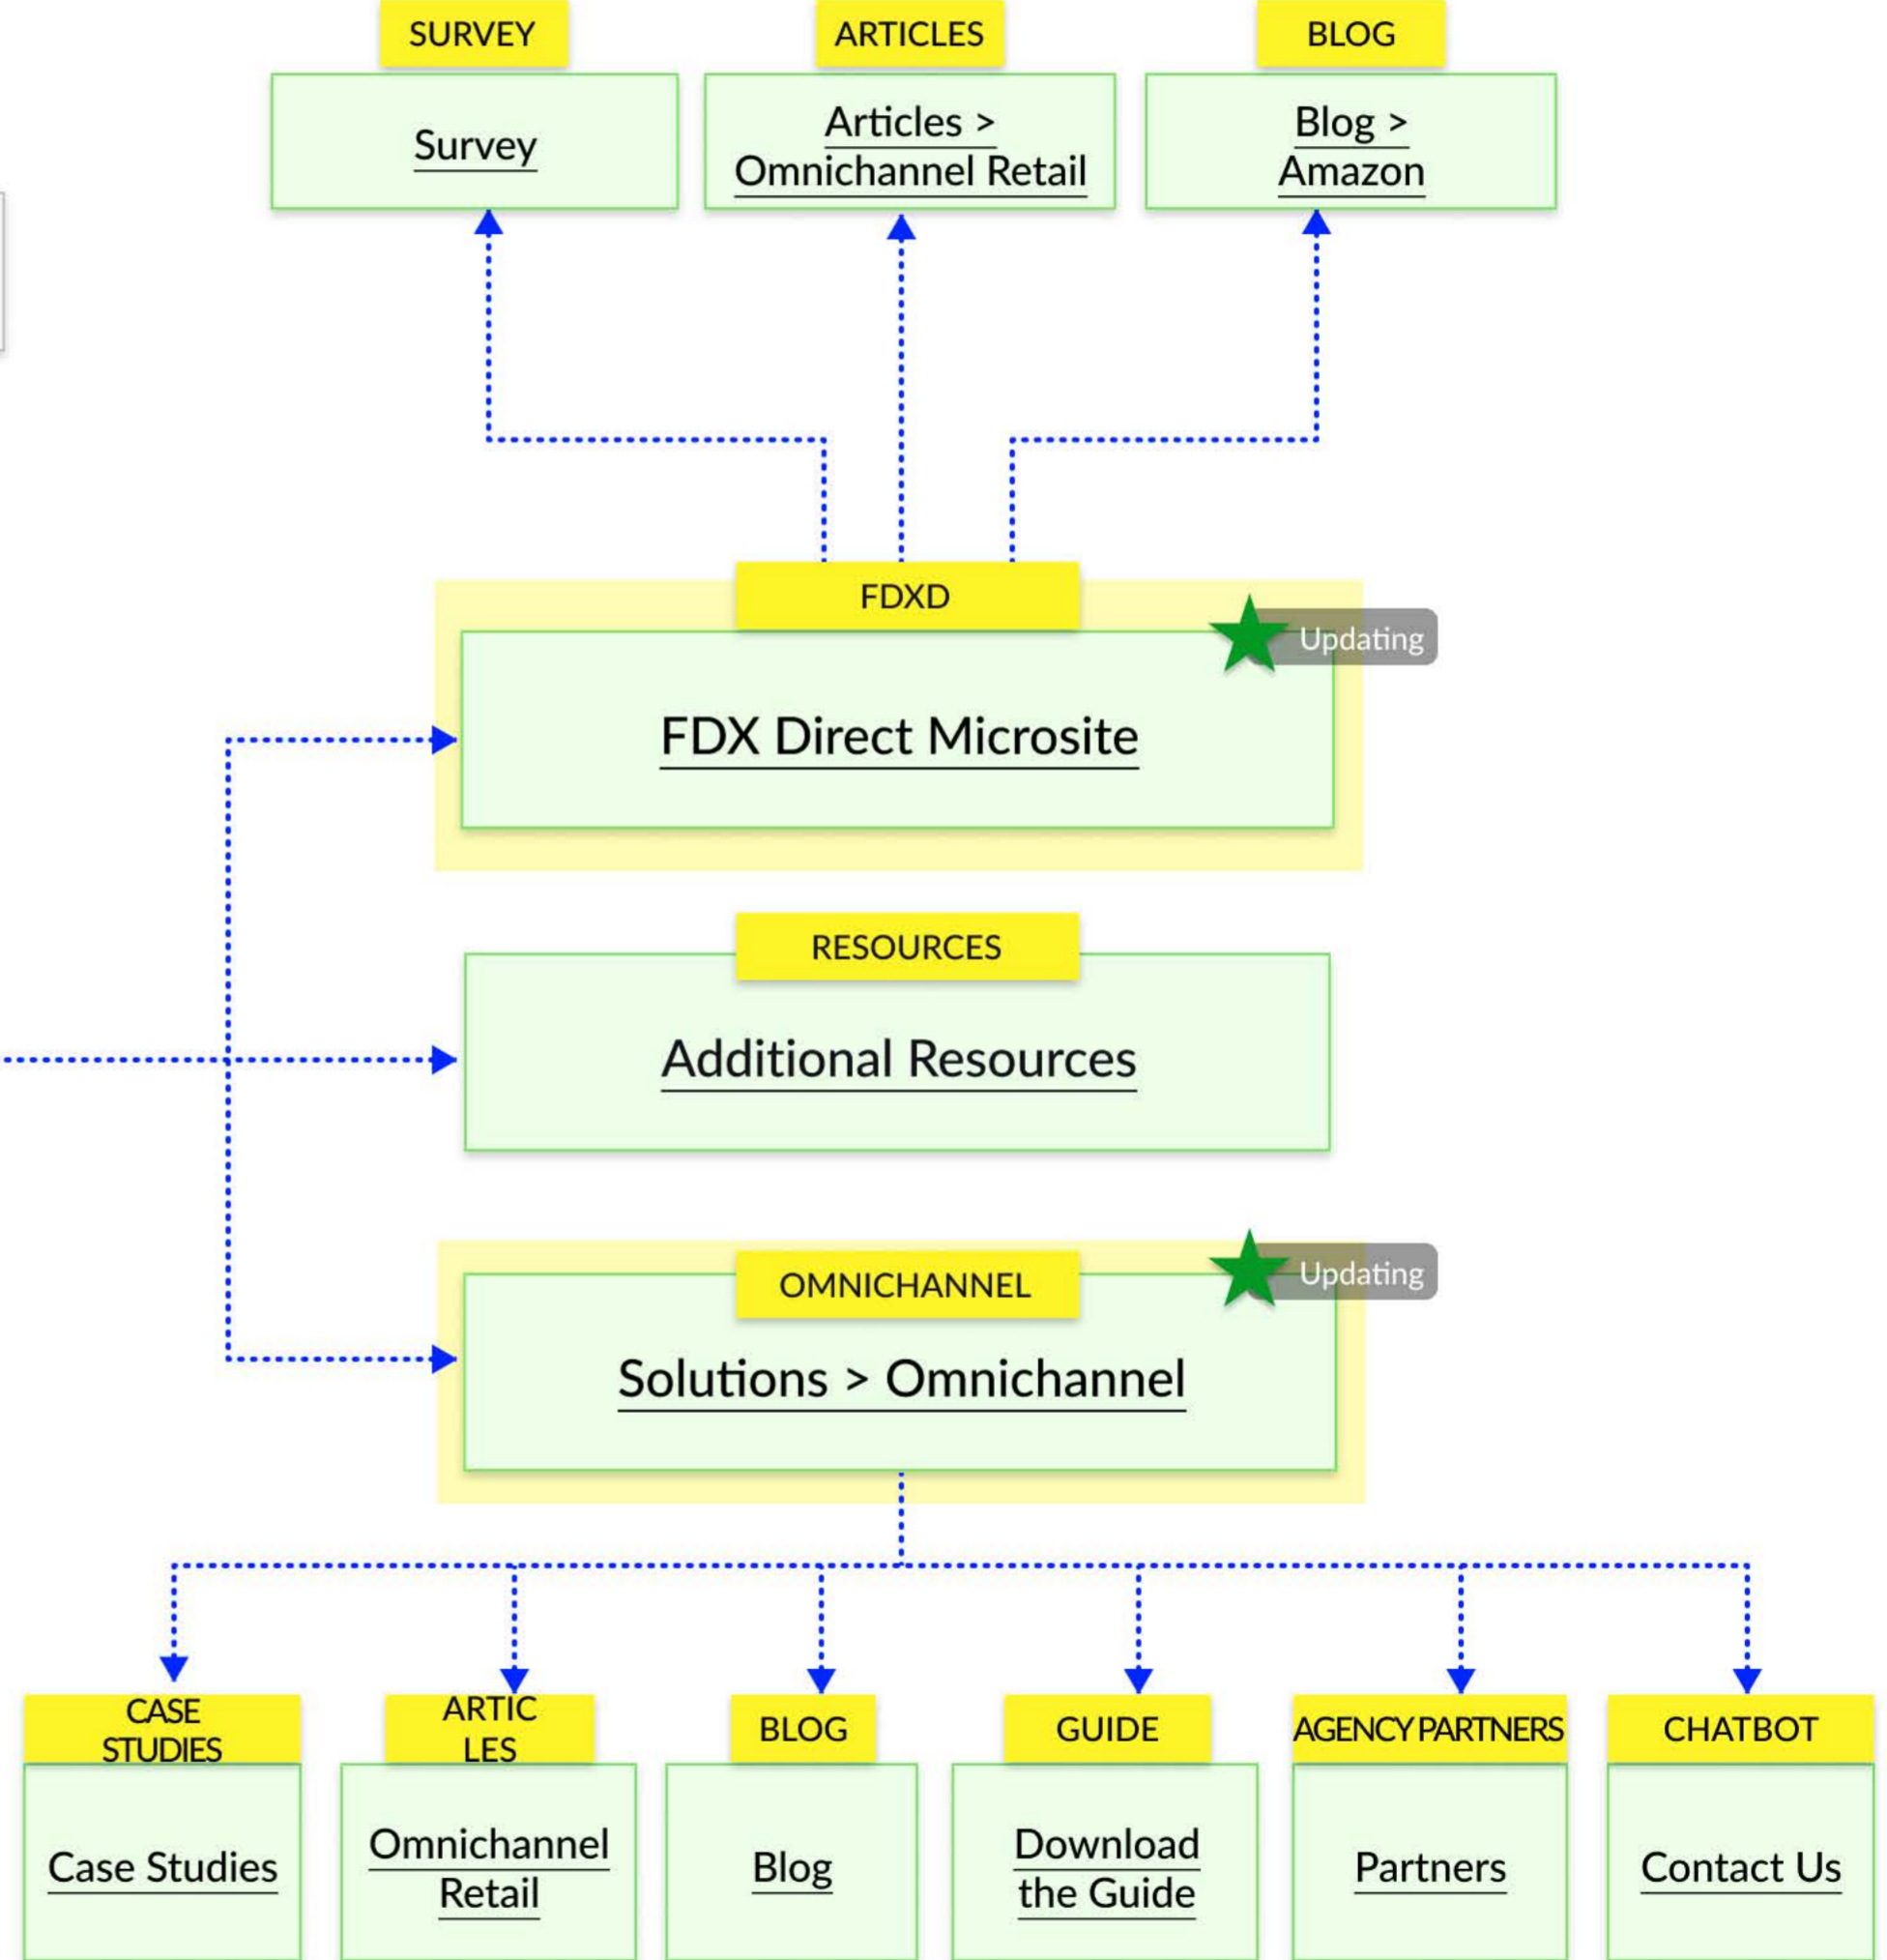 SURVEY
ARTICLES
BLOG
Survey
Articles >
Omnichannel Retail
Blog >
Amazon
FDXD
Updating
FDX Direct Microsite
RESOURCES
Additional Resources
OMNICHANNEL
Updating
Solutions > Omnichannel
CASE
STUDIES
ARTIC
LES
BLOG
GUIDE
AGENCY PARTNERS
CHATBOT
Case Studies
Omnichannel
Retail
Blog
Download
the Guide
Partners
Contact Us